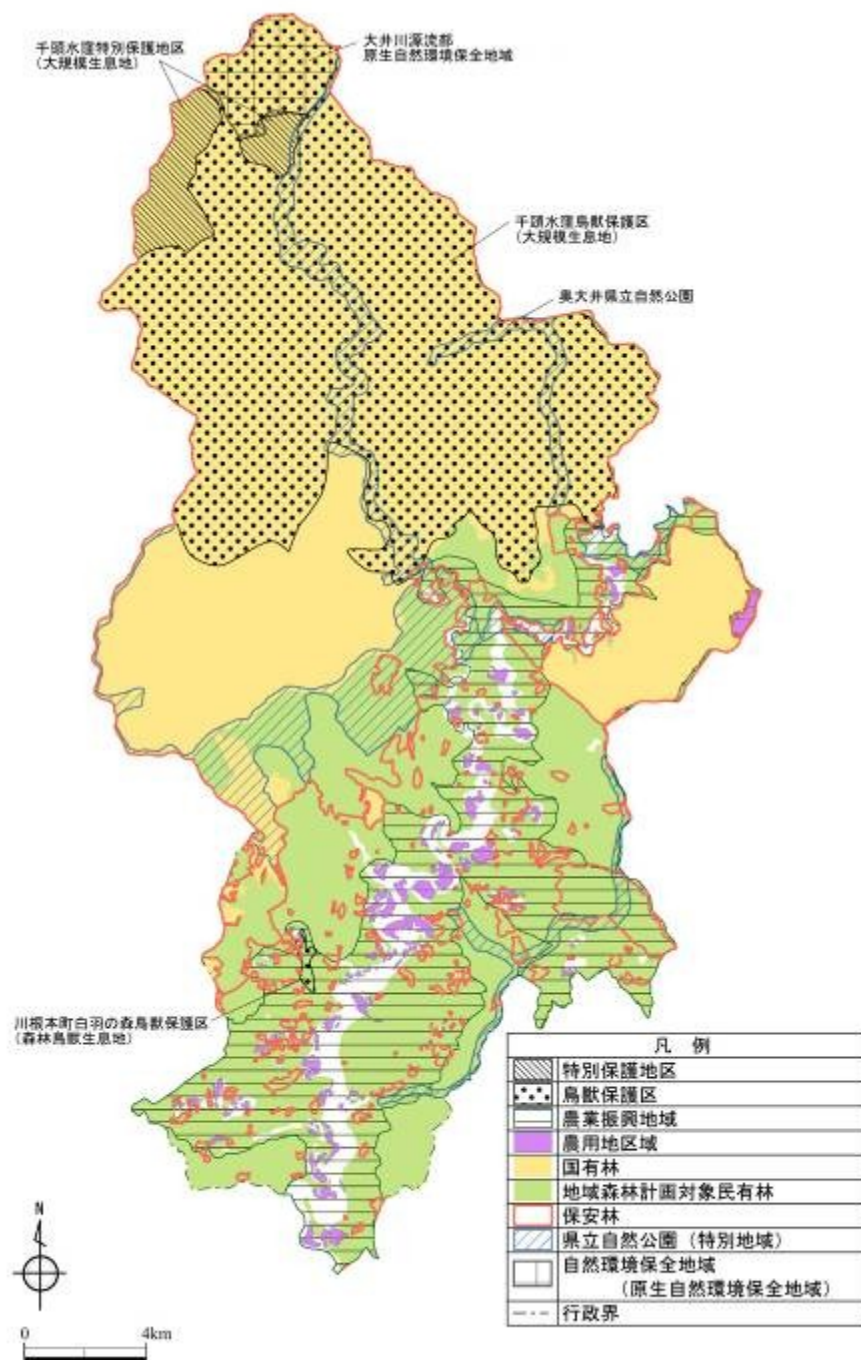 千頭水窪特別保護地区
(大規模生息地)
大井川源流部
原生自然環境保全地域
千頭水窪鳥獣保護区
(大規模生息地)
奥大井県立自然公園
川根本町白羽の森鳥獣保護区
(森林鳥獣生息地)
凡 例
特別保護地区
鳥獣保護区
農業振興地域
農用地区域
国有林
地域森林計画対象民有林
保安林
県立自然公園（特別地域）
自然環境保全地域
（原生自然環境保全地域）
行政界
N
0 4km